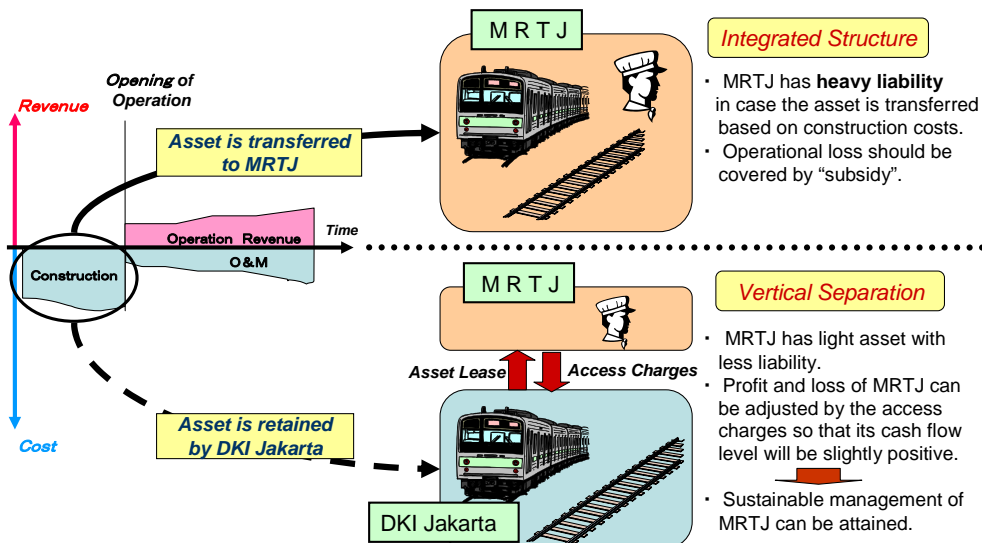 Revenue
Opening of
Operation
Asset is transferred
to MRTJ
Operation Revenue
Time
Construction
O & M
Cost
Asset is retained
by DKI Jakarta
M R T J
Integrated Structure
· MRTJ has heavy liability
in case the asset is transferred
based on construction costs.
· Operational loss should be
covered by “subsidy”.
M R T J
Asset Lease
Access Charges
DKI Jakarta
Vertical Separation
· MRTJ has light asset with
less liability.
· Profit and loss of MRTJ can
be adjusted by the access
charges so that its cash flow
level will be slightly positive.
· Sustainable management of
MRTJ can be attained.